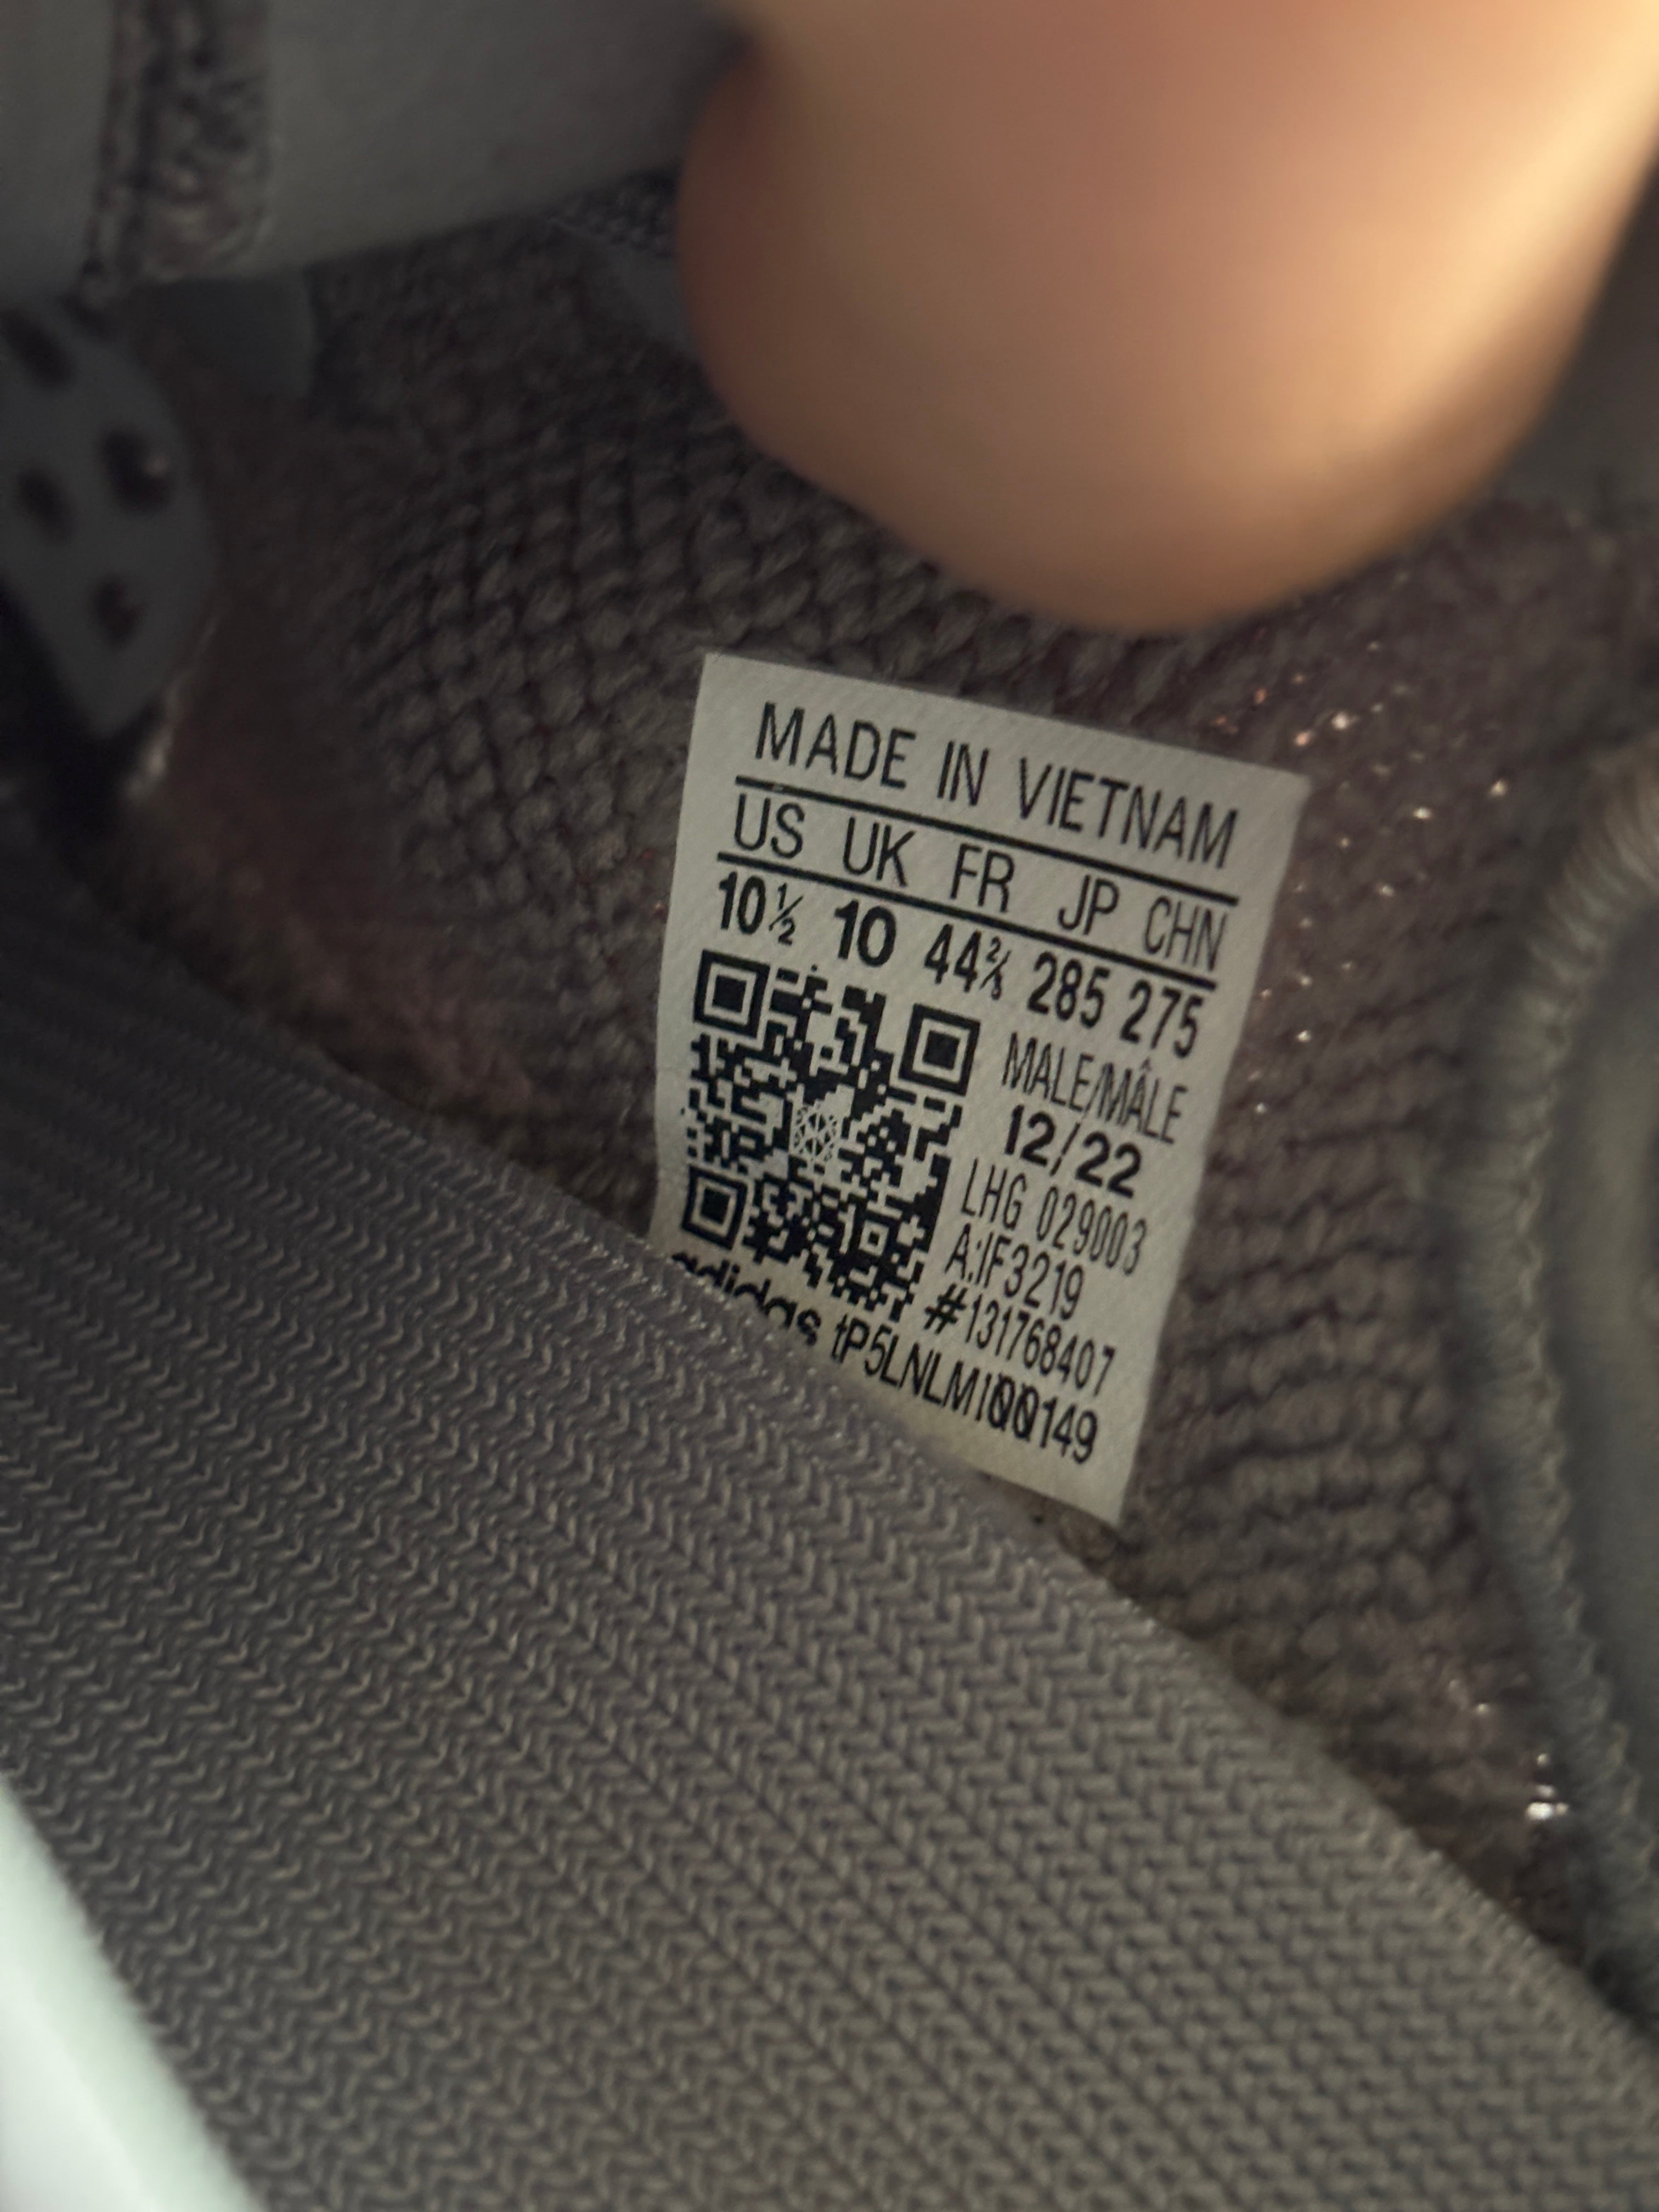 MADE IN VIETNAM
US UK FR JP CHN
10½ 10 44⅔ 285 275
MALE/MÂLE
12/22
LHG 029003
A:IF3219
#131768407
adidas tP5LNLM1Q0149